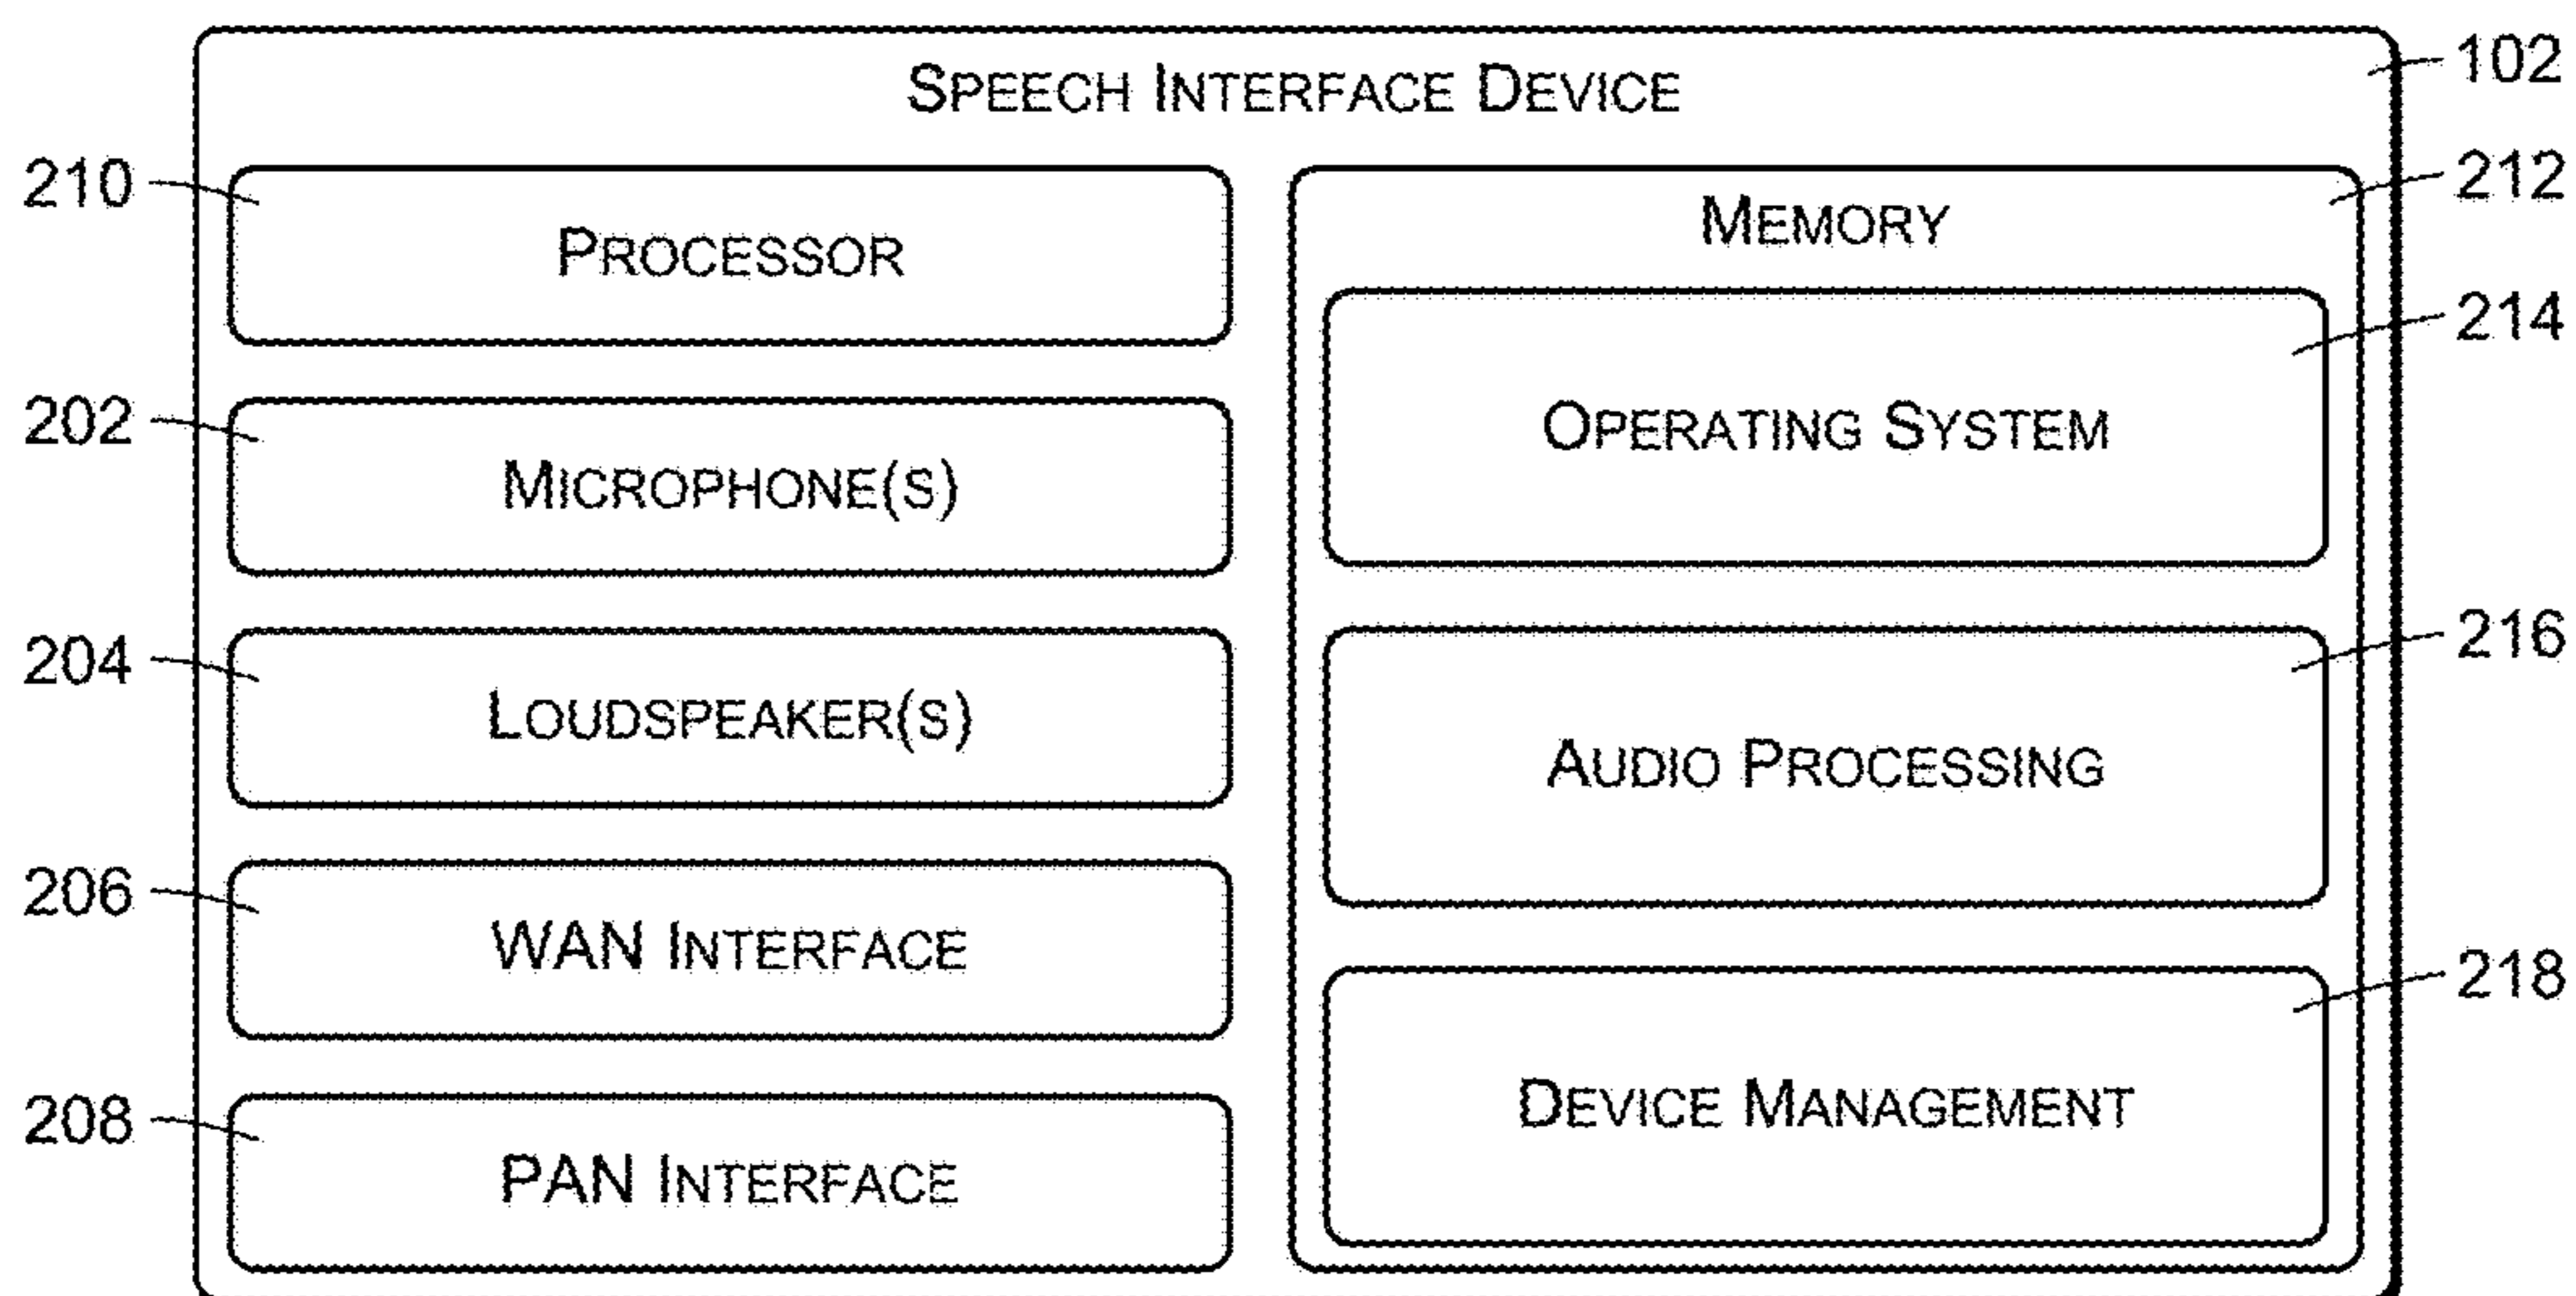 SPEECH INTERFACE DEVICE
102
210
PROCESSOR
202
MICROPHONE(S)
204
LOUDSPEAKER(S)
206
WAN INTERFACE
208
PAN INTERFACE
212
MEMORY
214
OPERATING SYSTEM
216
AUDIO PROCESSING
218
DEVICE MANAGEMENT